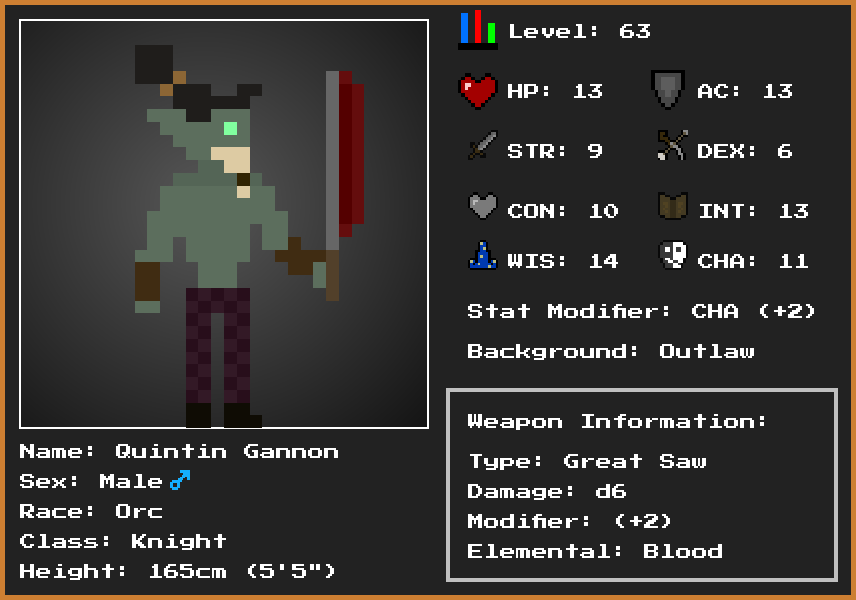 Level: 63
HP: 13 AC: 13
STR: 9 DEX: 6
CON: 10 INT: 13
WIS: 14 CHA: 11
Stat Modifier: CHA (+2)
Background: Outlaw
Name: Quintin Gannon
Sex: Male♂
Race: Orc
Class: Knight
Height: 165cm (5'5")
Weapon Information:
Type: Great Saw
Damage: d6
Modifier: (+2)
Elemental: Blood